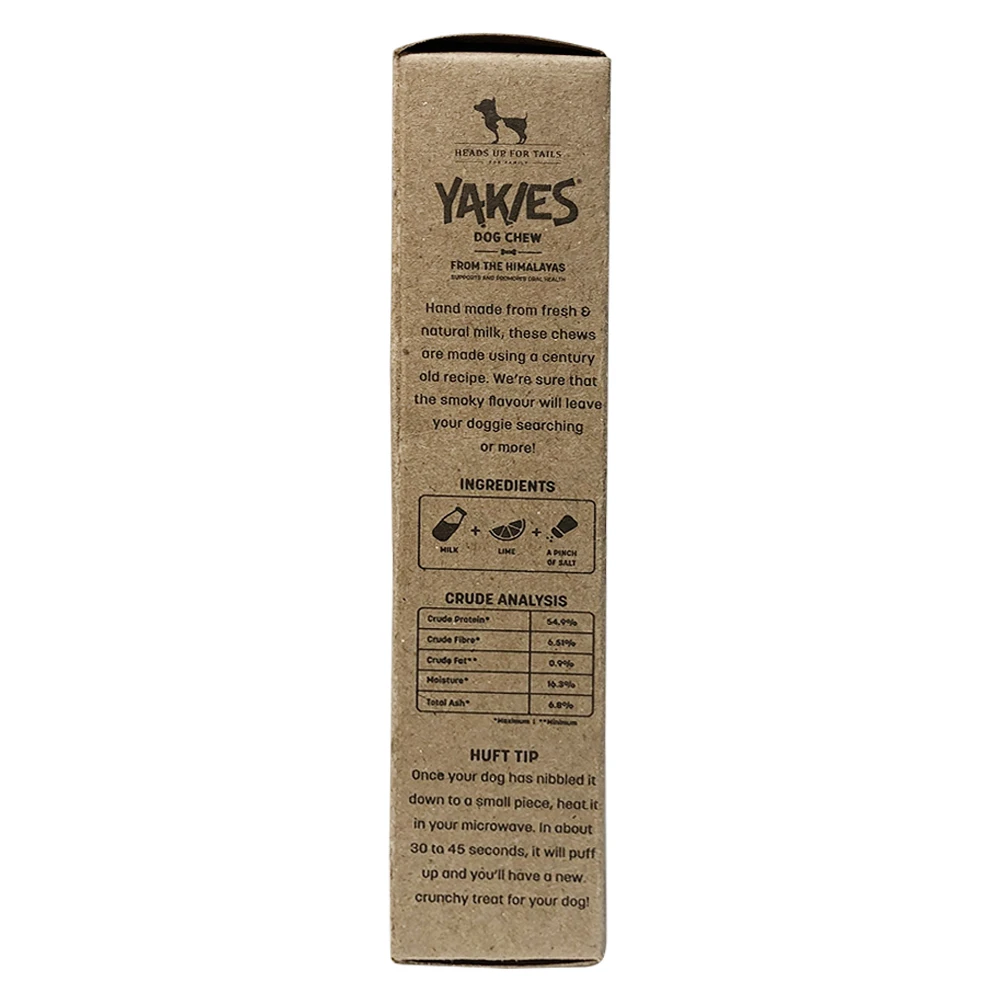 HEADS UP FOR TAILS
FOR FAMILY
YAKIES®
DOG CHEW
FROM THE HIMALAYAS
SUPPORTS AND PROMOTES ORAL HEALTH
Hand made from fresh &
natural milk, these chews
are made using a century
old recipe. We're sure that
the smoky flavour will leave
your doggie searching
or more!
INGREDIENTS
MILK + LIME + A PINCH
OF SALT
CRUDE ANALYSIS
Crude Protein* 54.9%
Crude Fibre* 6.51%
Crude Fat** 0.9%
Moisture* 16.3%
Total Ash* 6.8%
*Maximum | **Minimum
HUFT TIP
Once your dog has nibbled it
down to a small piece, heat it
in your microwave. In about
30 to 45 seconds, it will puff
up and you'll have a new
crunchy treat for your dog!